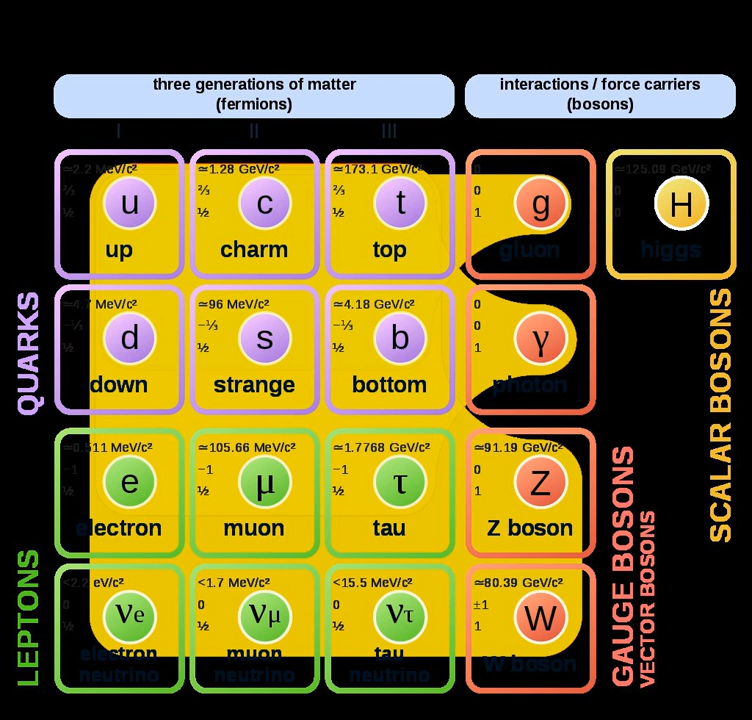 three generations of matter
(fermions)
interactions / force carriers
(bosons)
I II III
≃2.2 MeV/c²
⅔
½
u
up
≃1.28 GeV/c²
⅔
½
c
charm
≃173.1 GeV/c²
⅔
½
t
top
0
0
1
g
gluon
≃125.09 GeV/c²
0
0
H
higgs
≃4.7 MeV/c²
−⅓
½
d
down
≃96 MeV/c²
−⅓
½
s
strange
≃4.18 GeV/c²
−⅓
½
b
bottom
0
0
1
γ
photon
QUARKS
SCALAR BOSONS
≃0.511 MeV/c²
−1
½
e
electron
≃105.66 MeV/c²
−1
½
μ
muon
≃1.7768 GeV/c²
−1
½
τ
tau
≃91.19 GeV/c²
0
1
Z
Z boson
<2.2 eV/c²
0
½
νe
electron
neutrino
<1.7 MeV/c²
0
½
νμ
muon
neutrino
<15.5 MeV/c²
0
½
ντ
tau
neutrino
≃80.39 GeV/c²
±1
1
W
W boson
LEPTONS
GAUGE BOSONS
VECTOR BOSONS